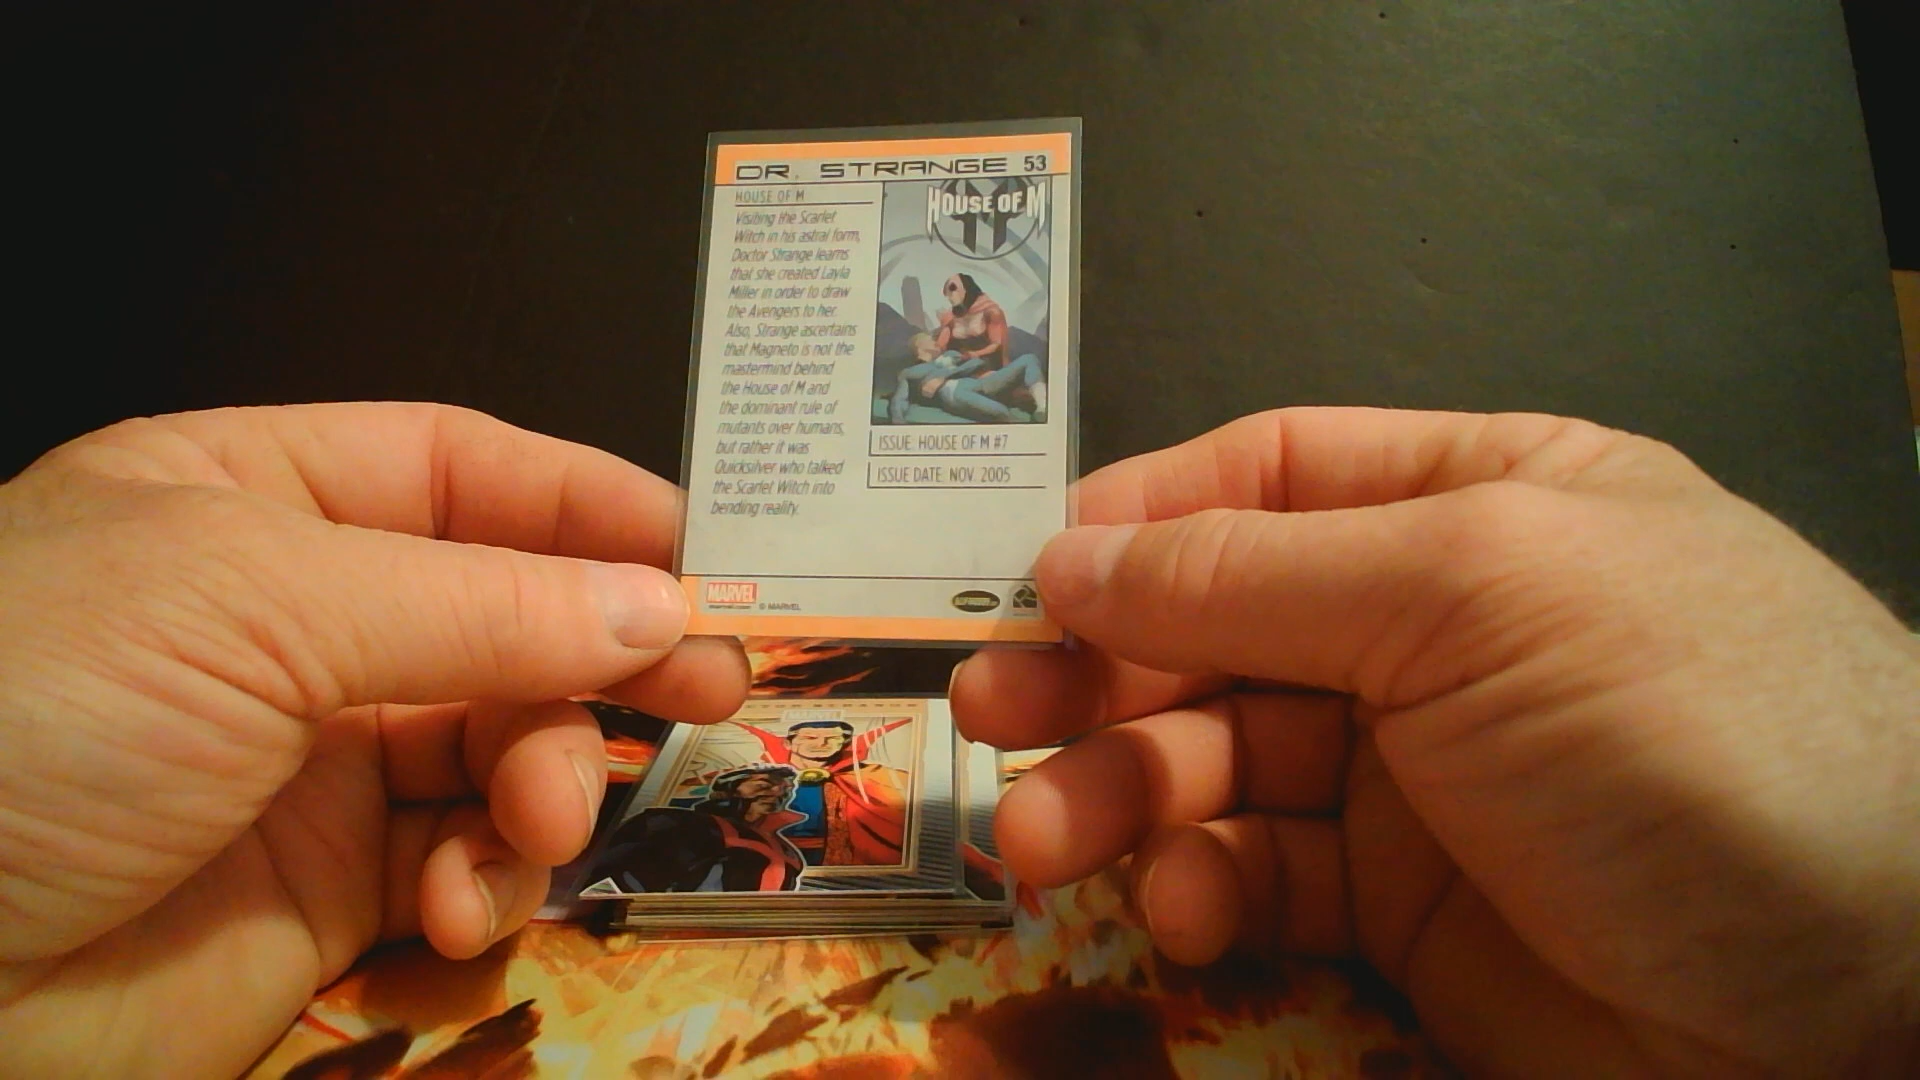 DR. STRANGE 53
HOUSE OF M
Visiting the Scarlet
Witch in his astral form,
Doctor Strange learns
that she created Layla
Miller in order to draw
the Avengers to her.
Also, Strange ascertains
that Magneto is not the
mastermind behind
the House of M and
the dominant rule of
mutants over humans,
but rather it was
Quicksilver who talked
the Scarlet Witch into
bending reality.
HOUSE OF M
ISSUE: HOUSE OF M #7
ISSUE DATE: NOV. 2005
MARVEL
marvel.com © MARVEL